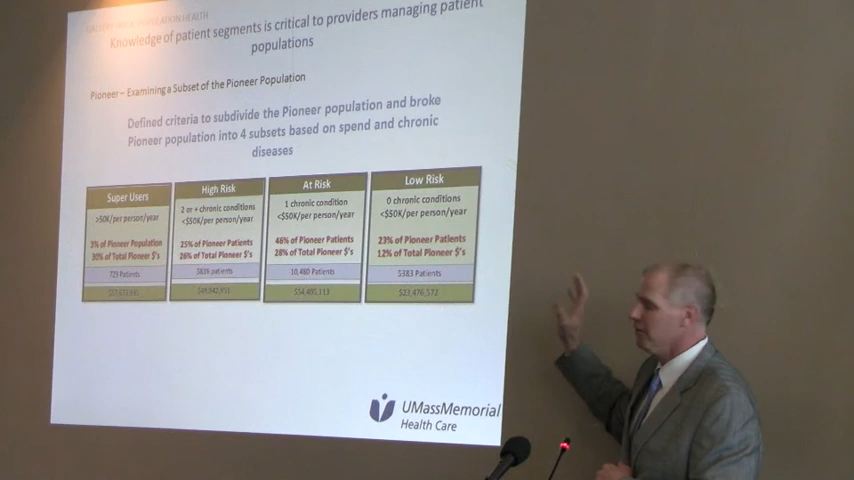 Knowledge of patient segments is critical to providers managing patient
populations
Pioneer – Examining a Subset of the Pioneer Population
Defined criteria to subdivide the Pioneer population and broke
Pioneer population into 4 subsets based on spend and chronic
diseases
Super Users
>50K/per person/year
3% of Pioneer Population
30% of Total Pioneer $'s
729 Patients
High Risk
2 or + chronic conditions
<$50K/per person/year
25% of Pioneer Patients
26% of Total Pioneer $'s
patients
At Risk
1 chronic condition
<$50K/per person/year
46% of Pioneer Patients
28% of Total Pioneer $'s
10,480 Patients
Low Risk
0 chronic conditions
<$50K/per person/year
23% of Pioneer Patients
12% of Total Pioneer $'s
5383 Patients
$23,476,572
UMassMemorial
Health Care